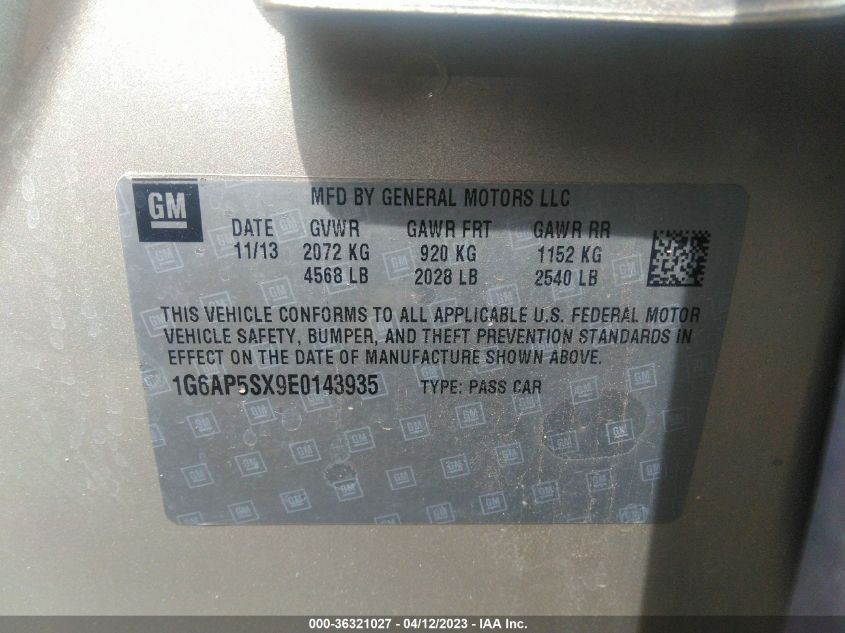 GM
MFD BY GENERAL MOTORS LLC
DATE GVWR GAWR FRT GAWR RR
11/13 2072 KG 920 KG 1152 KG
4568 LB 2028 LB 2540 LB
THIS VEHICLE CONFORMS TO ALL APPLICABLE U.S. FEDERAL MOTOR
VEHICLE SAFETY, BUMPER, AND THEFT PREVENTION STANDARDS IN
EFFECT ON THE DATE OF MANUFACTURE SHOWN ABOVE.
1G6AP5SX9E0143935 TYPE: PASS CAR
000-36321027 - 04/12/2023 - IAA Inc.